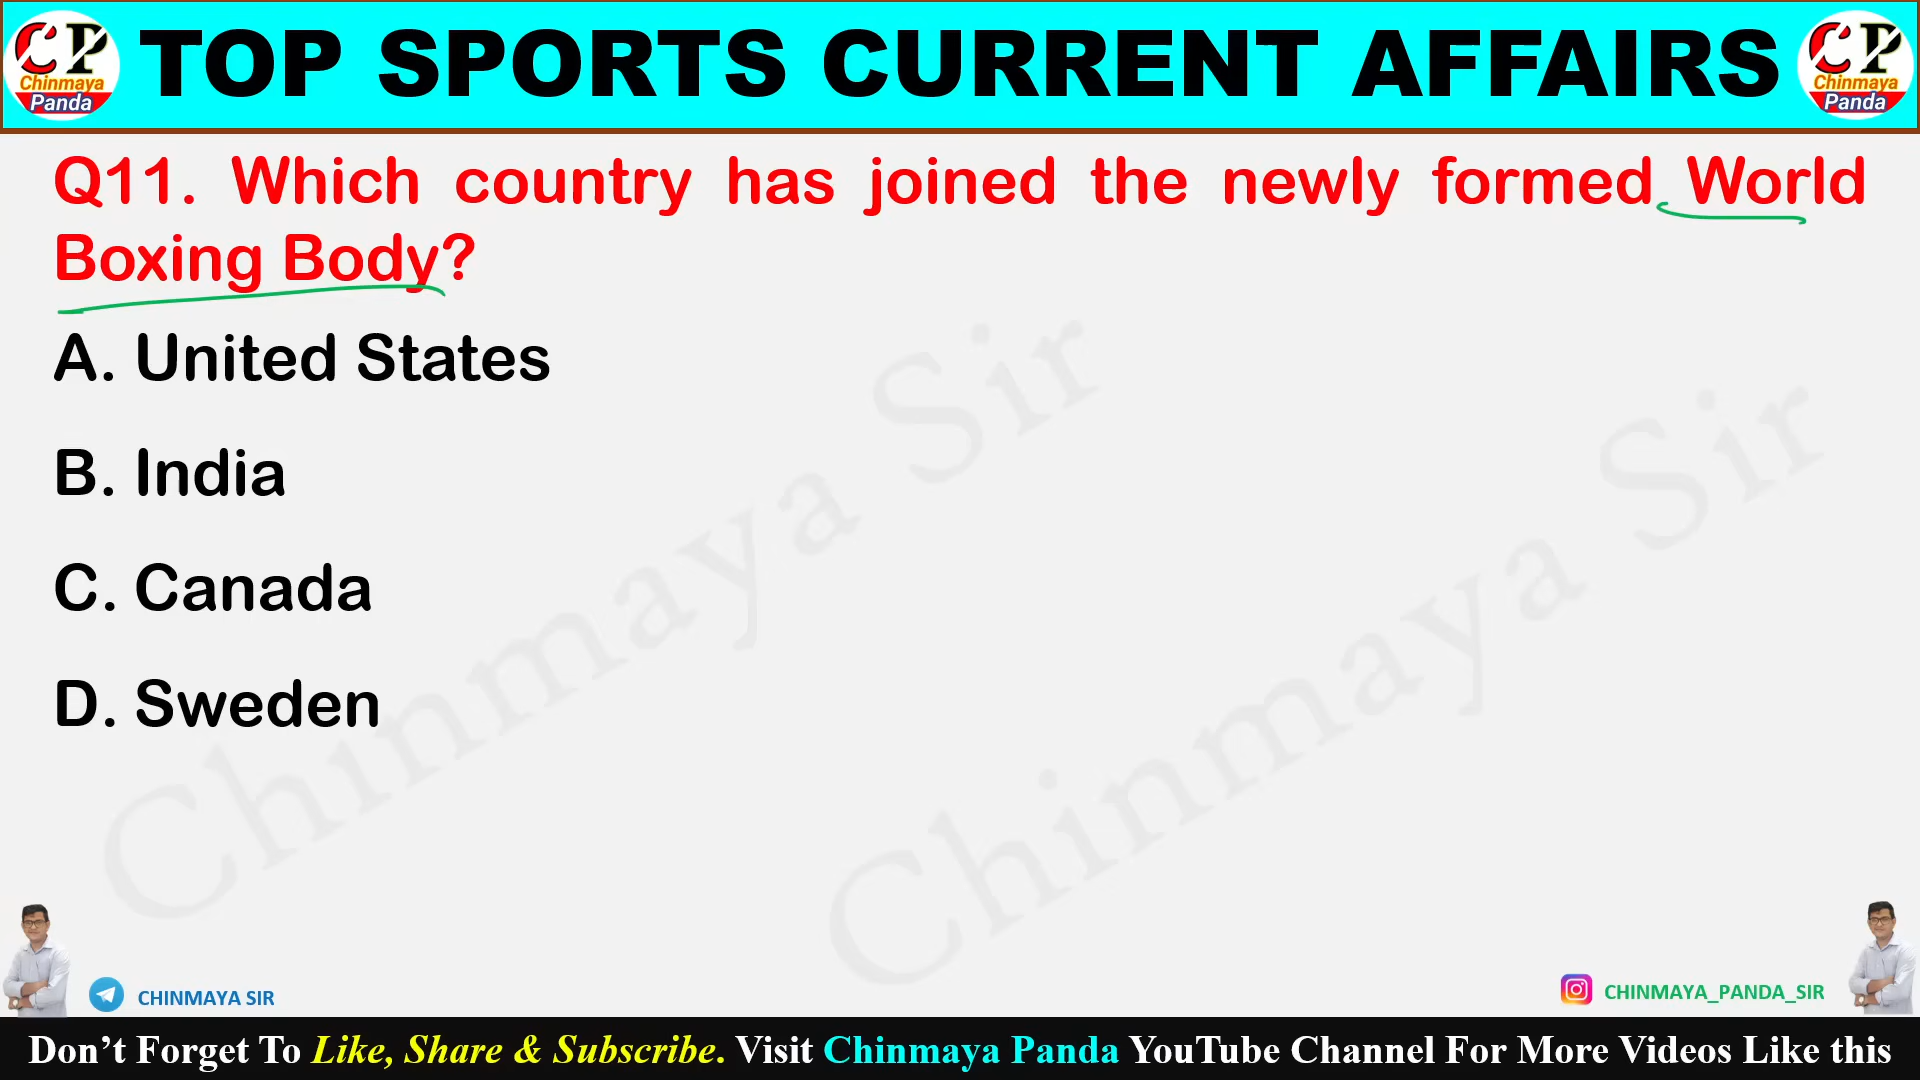 CP TOP SPORTS CURRENT AFFAIRS CP
Chinmaya Chinmaya
Panda Panda
Q11. Which country has joined the newly formed World
Boxing Body?
A. United States
B. India
C. Canada
D. Sweden
Chinmaya Sir
Chinmaya Sir
CHINMAYA SIR
CHINMAYA_PANDA_SIR
Don’t Forget To Like, Share & Subscribe. Visit Chinmaya Panda YouTube Channel For More Videos Like this